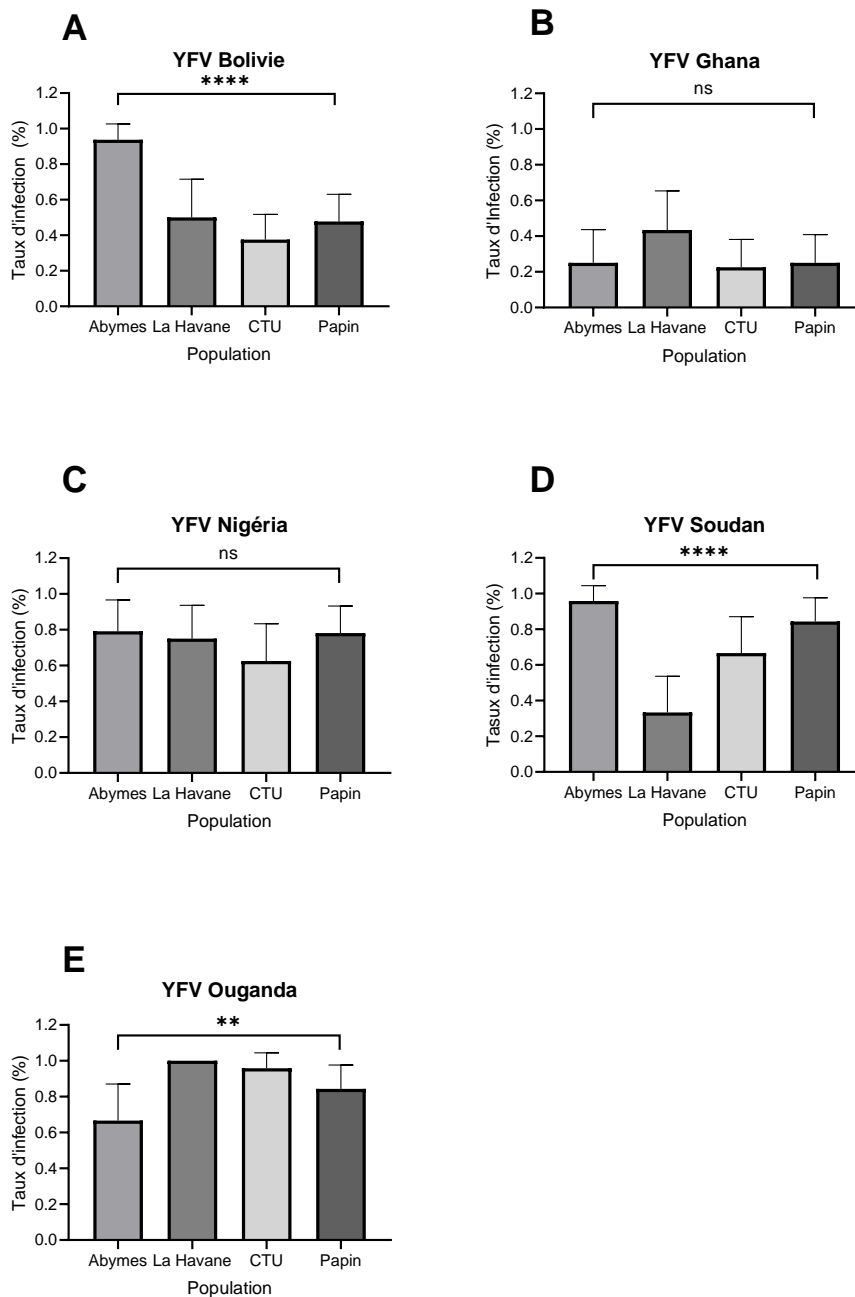 A
YFV Bolivie
****
1.2
1.0
0.8
0.6
0.4
0.2
0.0
Taux d'infection (%)
Abymes La Havane CTU Papin
Population
B
YFV Ghana
ns
1.2
1.0
0.8
0.6
0.4
0.2
0.0
Taux d'Infection (%)
Abymes La Havane CTU Papin
Population
C
YFV Nigéria
ns
1.2
1.0
0.8
0.6
0.4
0.2
0.0
Taux d'infection (%)
Abymes La Havane CTU Papin
Population
D
YFV Soudan
****
1.2
1.0
0.8
0.6
0.4
0.2
0.0
Tasux d'infection (%)
Abymes La Havane CTU Papin
Population
E
YFV Ouganda
**
1.2
1.0
0.8
0.6
0.4
0.2
0.0
Taux d'infection (%)
Abymes La Havane CTU Papin
Population